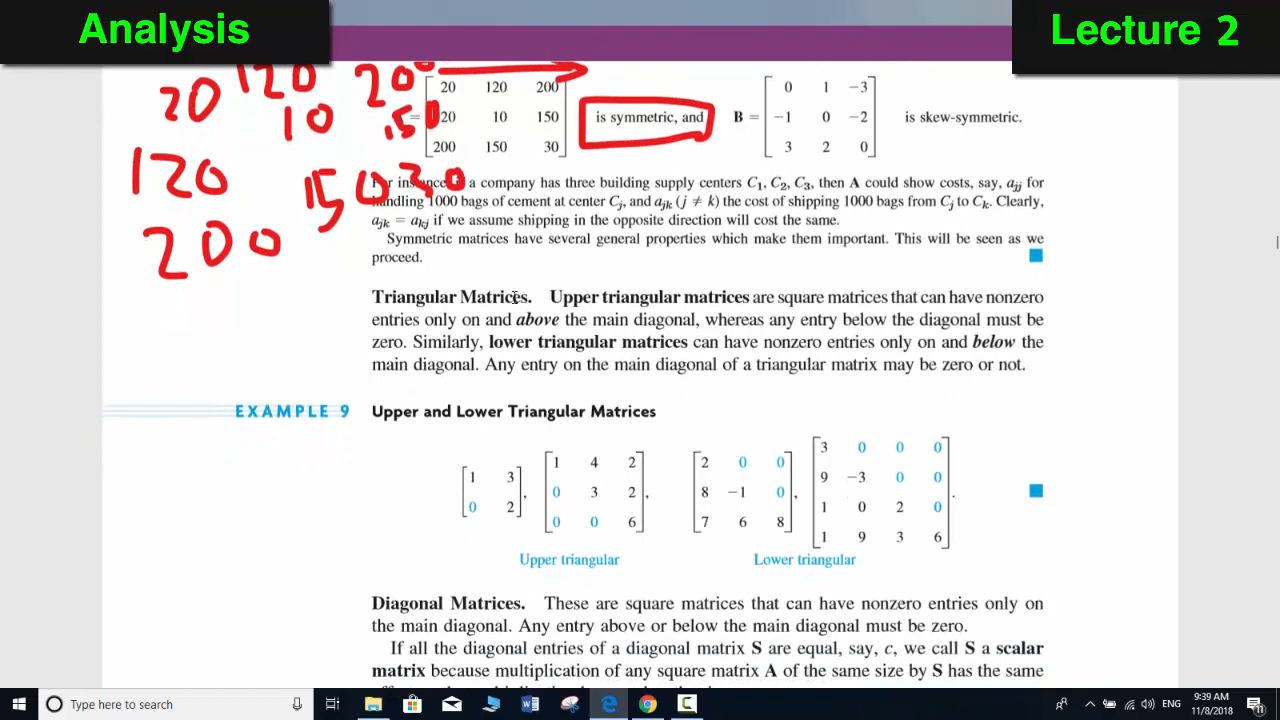 Analysis
Lecture 2
20 120 200
10 150
120 150 30
200
20 120 200
= 20 10 150 is symmetric, and B = −1 0 −2 is skew-symmetric.
200 150 30
0 1 −3
3 2 0
a company has three building supply centers C1, C2, C3, then A could show costs, say, ajj for
handling 1000 bags of cement at center Cj, and ajk (j ≠ k) the cost of shipping 1000 bags from Cj to Ck. Clearly,
ajk = akj if we assume shipping in the opposite direction will cost the same.
Symmetric matrices have several general properties which make them important. This will be seen as we
proceed.
Triangular Matrices. Upper triangular matrices are square matrices that can have nonzero
entries only on and above the main diagonal, whereas any entry below the diagonal must be
zero. Similarly, lower triangular matrices can have nonzero entries only on and below the
main diagonal. Any entry on the main diagonal of a triangular matrix may be zero or not.
EXAMPLE 9 Upper and Lower Triangular Matrices
1 3
0 2
,
1 4 2
0 3 2
0 0 6
,
2 0 0
8 −1 0
7 6 8
,
3 0 0 0
9 −3 0 0
1 0 2 0
1 9 3 6
.
Upper triangular
Lower triangular
Diagonal Matrices. These are square matrices that can have nonzero entries only on
the main diagonal. Any entry above or below the main diagonal must be zero.
If all the diagonal entries of a diagonal matrix S are equal, say, c, we call S a scalar
matrix because multiplication of any square matrix A of the same size by S has the same
Type here to search
ENG
9:39 AM
11/8/2018